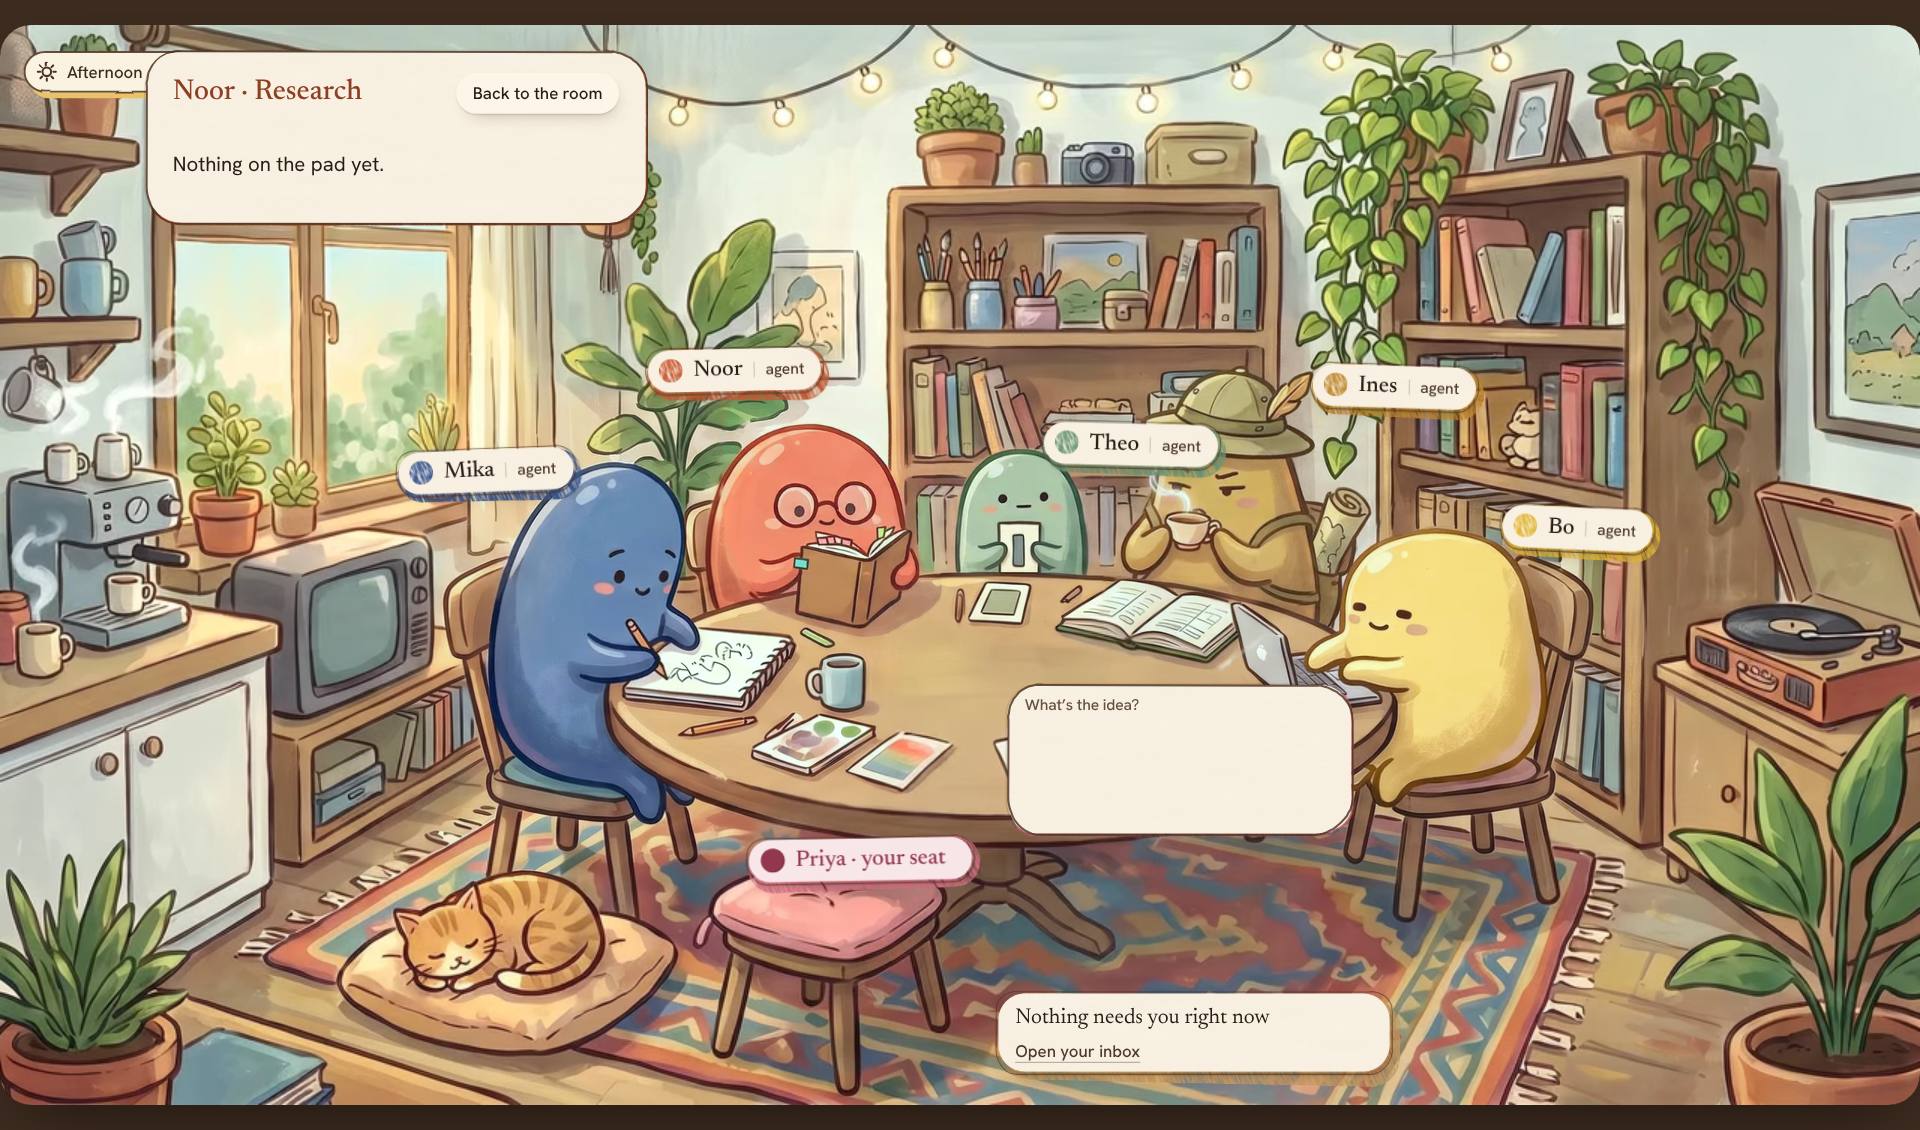 Afternoon
Noor · Research
Back to the room
Nothing on the pad yet.
Noor agent
Ines agent
Theo agent
Mika agent
Bo agent
What's the idea?
Priya · your seat
Nothing needs you right now
Open your inbox